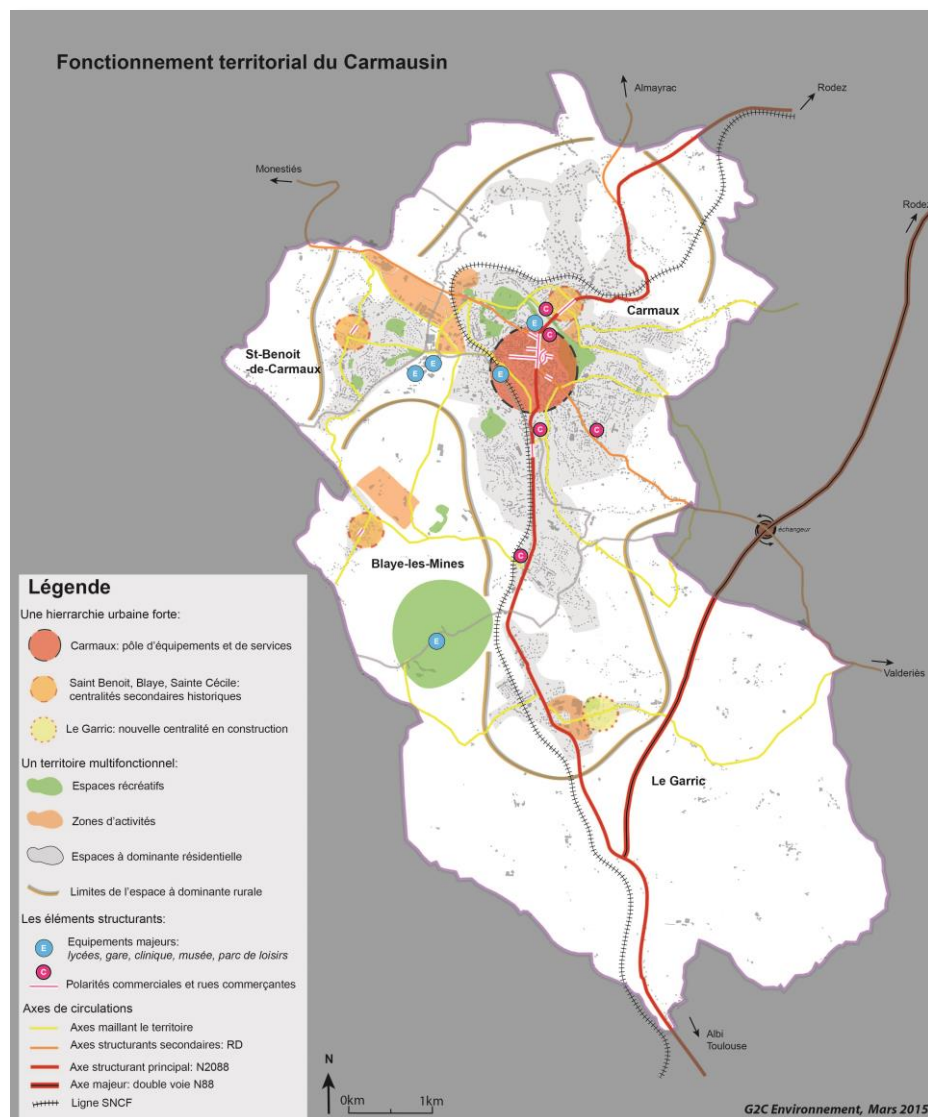 Fonctionnement territorial du Carmausin
Almayrac
Rodez
Monestiés
Rodez
Carmaux
C
E
C
St-Benoit
-de-Carmaux
E
E
E
C
C
échangeur
C
Blaye-les-Mines
E
Valderiès
Le Garric
Albi
Toulouse
Légende
Une hierrarchie urbaine forte:
Carmaux: pôle d'équipements et de services
Saint Benoit, Blaye, Sainte Cécile:
centralités secondaires historiques
Le Garric: nouvelle centralité en construction
Un territoire multifonctionnel:
Espaces récréatifs
Zones d'activités
Espaces à dominante résidentielle
Limites de l'espace à dominante rurale
Les éléments structurants:
E
Equipements majeurs:
lycées, gare, clinique, musée, parc de loisirs
C
Polarités commerciales et rues commerçantes
Axes de circulations
Axes maillant le territoire
Axes structurants secondaires: RD
Axe structurant principal: N2088
Axe majeur: double voie N88
Ligne SNCF
N
0km 1km
G2C Environnement, Mars 2015